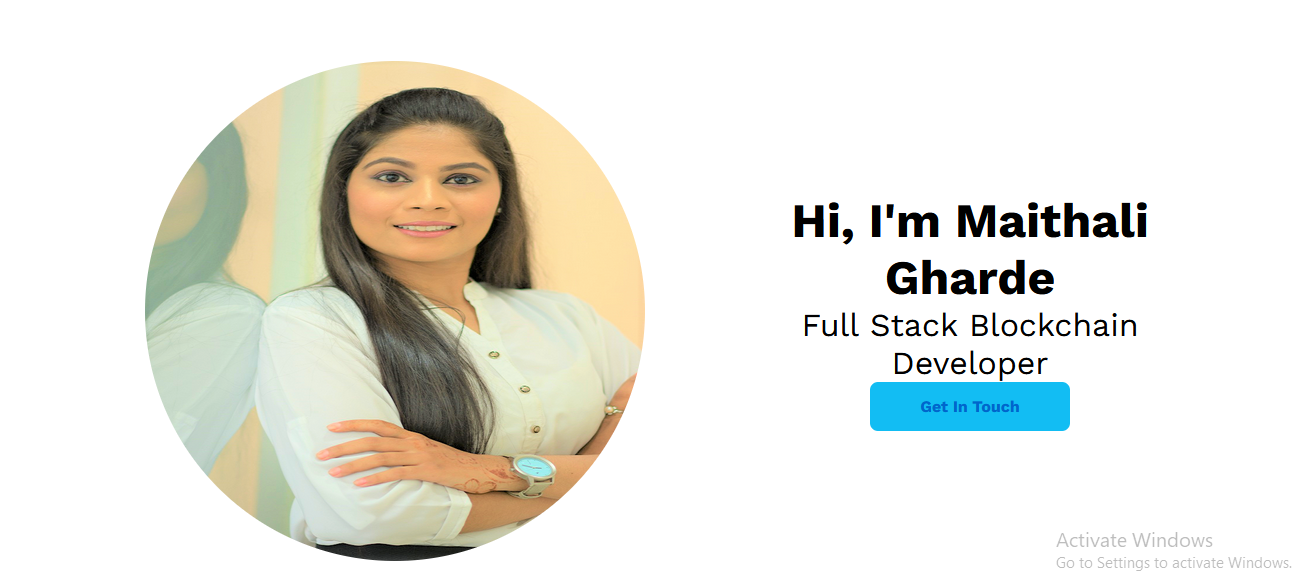 Hi, I'm Maithali
Gharde
Full Stack Blockchain
Developer
Get In Touch
Activate Windows
Go to Settings to activate Windows.